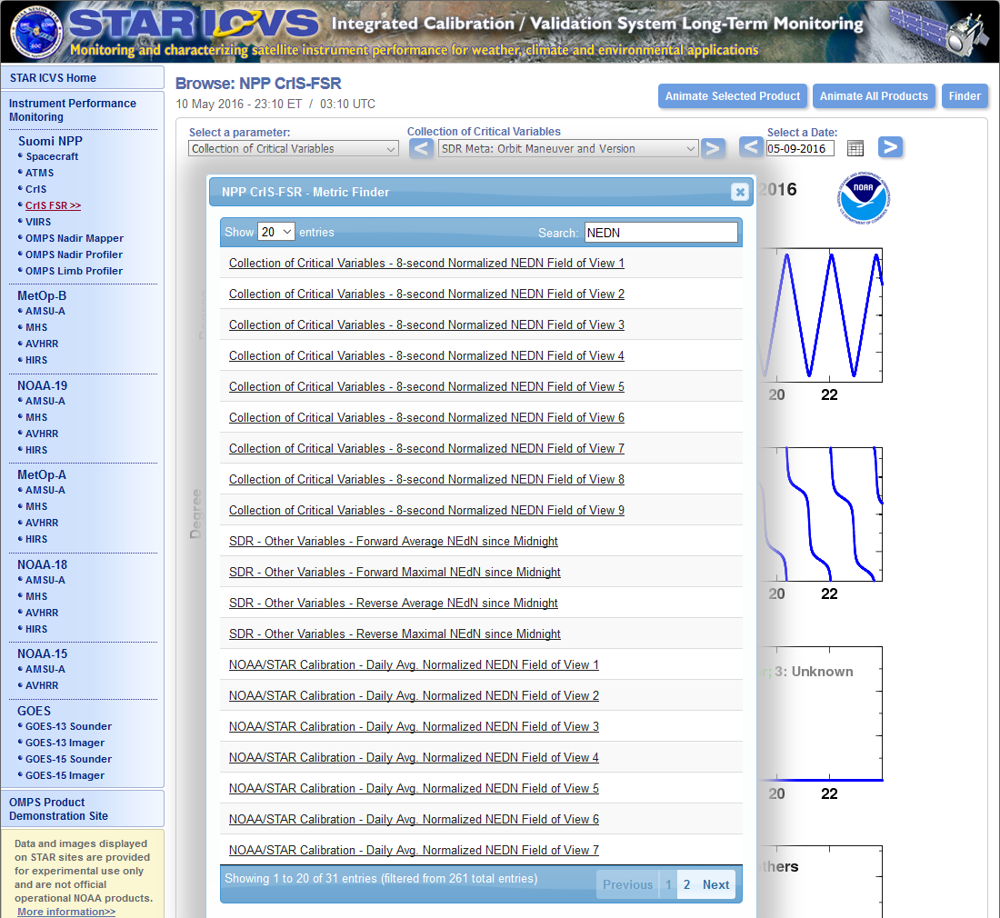 STAR ICVS Integrated Calibration / Validation System Long-Term Monitoring
Monitoring and characterizing satellite instrument performance for weather, climate and environmental applications
STAR ICVS Home
Instrument Performance
Monitoring
Suomi NPP
Spacecraft
ATMS
CrIS
CrIS FSR >>
VIIRS
OMPS Nadir Mapper
OMPS Nadir Profiler
OMPS Limb Profiler
MetOp-B
AMSU-A
MHS
AVHRR
HIRS
NOAA-19
AMSU-A
MHS
AVHRR
HIRS
MetOp-A
AMSU-A
MHS
AVHRR
HIRS
NOAA-18
AMSU-A
MHS
AVHRR
HIRS
NOAA-15
AMSU-A
AVHRR
GOES
GOES-13 Sounder
GOES-13 Imager
GOES-15 Sounder
GOES-15 Imager
OMPS Product
Demonstration Site
Data and images displayed
on STAR sites are provided
for experimental use only
and are not official
operational NOAA products.
More information>>
Browse: NPP CrIS-FSR
10 May 2016 - 23:10 ET / 03:10 UTC
Animate Selected Product
Animate All Products
Finder
Select a parameter:
Collection of Critical Variables
Collection of Critical Variables
< SDR Meta: Orbit Maneuver and Version >
Select a Date:
< 05-09-2016 >
2016
NOAA
NPP CrIS-FSR - Metric Finder
Show 20 entries
Search: NEDN
Collection of Critical Variables - 8-second Normalized NEDN Field of View 1
Collection of Critical Variables - 8-second Normalized NEDN Field of View 2
Collection of Critical Variables - 8-second Normalized NEDN Field of View 3
Collection of Critical Variables - 8-second Normalized NEDN Field of View 4
Collection of Critical Variables - 8-second Normalized NEDN Field of View 5
Collection of Critical Variables - 8-second Normalized NEDN Field of View 6
Collection of Critical Variables - 8-second Normalized NEDN Field of View 7
Collection of Critical Variables - 8-second Normalized NEDN Field of View 8
Collection of Critical Variables - 8-second Normalized NEDN Field of View 9
SDR - Other Variables - Forward Average NEdN since Midnight
SDR - Other Variables - Forward Maximal NEdN since Midnight
SDR - Other Variables - Reverse Average NEdN since Midnight
SDR - Other Variables - Reverse Maximal NEdN since Midnight
NOAA/STAR Calibration - Daily Avg. Normalized NEDN Field of View 1
NOAA/STAR Calibration - Daily Avg. Normalized NEDN Field of View 2
NOAA/STAR Calibration - Daily Avg. Normalized NEDN Field of View 3
NOAA/STAR Calibration - Daily Avg. Normalized NEDN Field of View 4
NOAA/STAR Calibration - Daily Avg. Normalized NEDN Field of View 5
NOAA/STAR Calibration - Daily Avg. Normalized NEDN Field of View 6
NOAA/STAR Calibration - Daily Avg. Normalized NEDN Field of View 7
Showing 1 to 20 of 31 entries (filtered from 261 total entries)
Previous 1 2 Next
20 22
Degree
20 22
r; 3: Unknown
20 22
thers